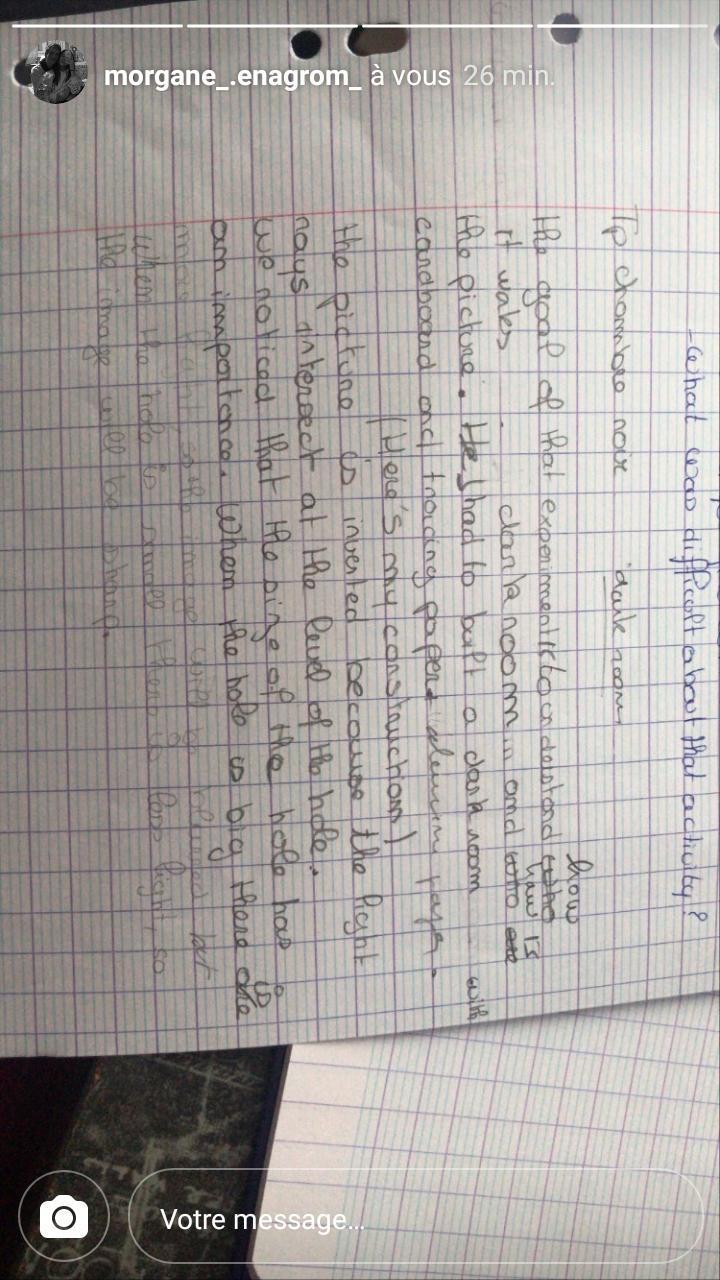 - What was difficult about that activity?
Tp chambre noir dark room
the goal of that experiment is to understand how
how is
it waks dark room... and
the picture. I had to built a dark room with
cardboard and tracing paper
(Here's my construction)
the picture is inverted because the light
rays intersect at the level of the hole.
we noticed that the size of the hole has
an importance. When the hole is big there is
more light, so the image will be blurred but
when the hole is small there is less light, so
the image will be sharp.
morgane_.enagrom_ à vous 26 min.
Votre message...